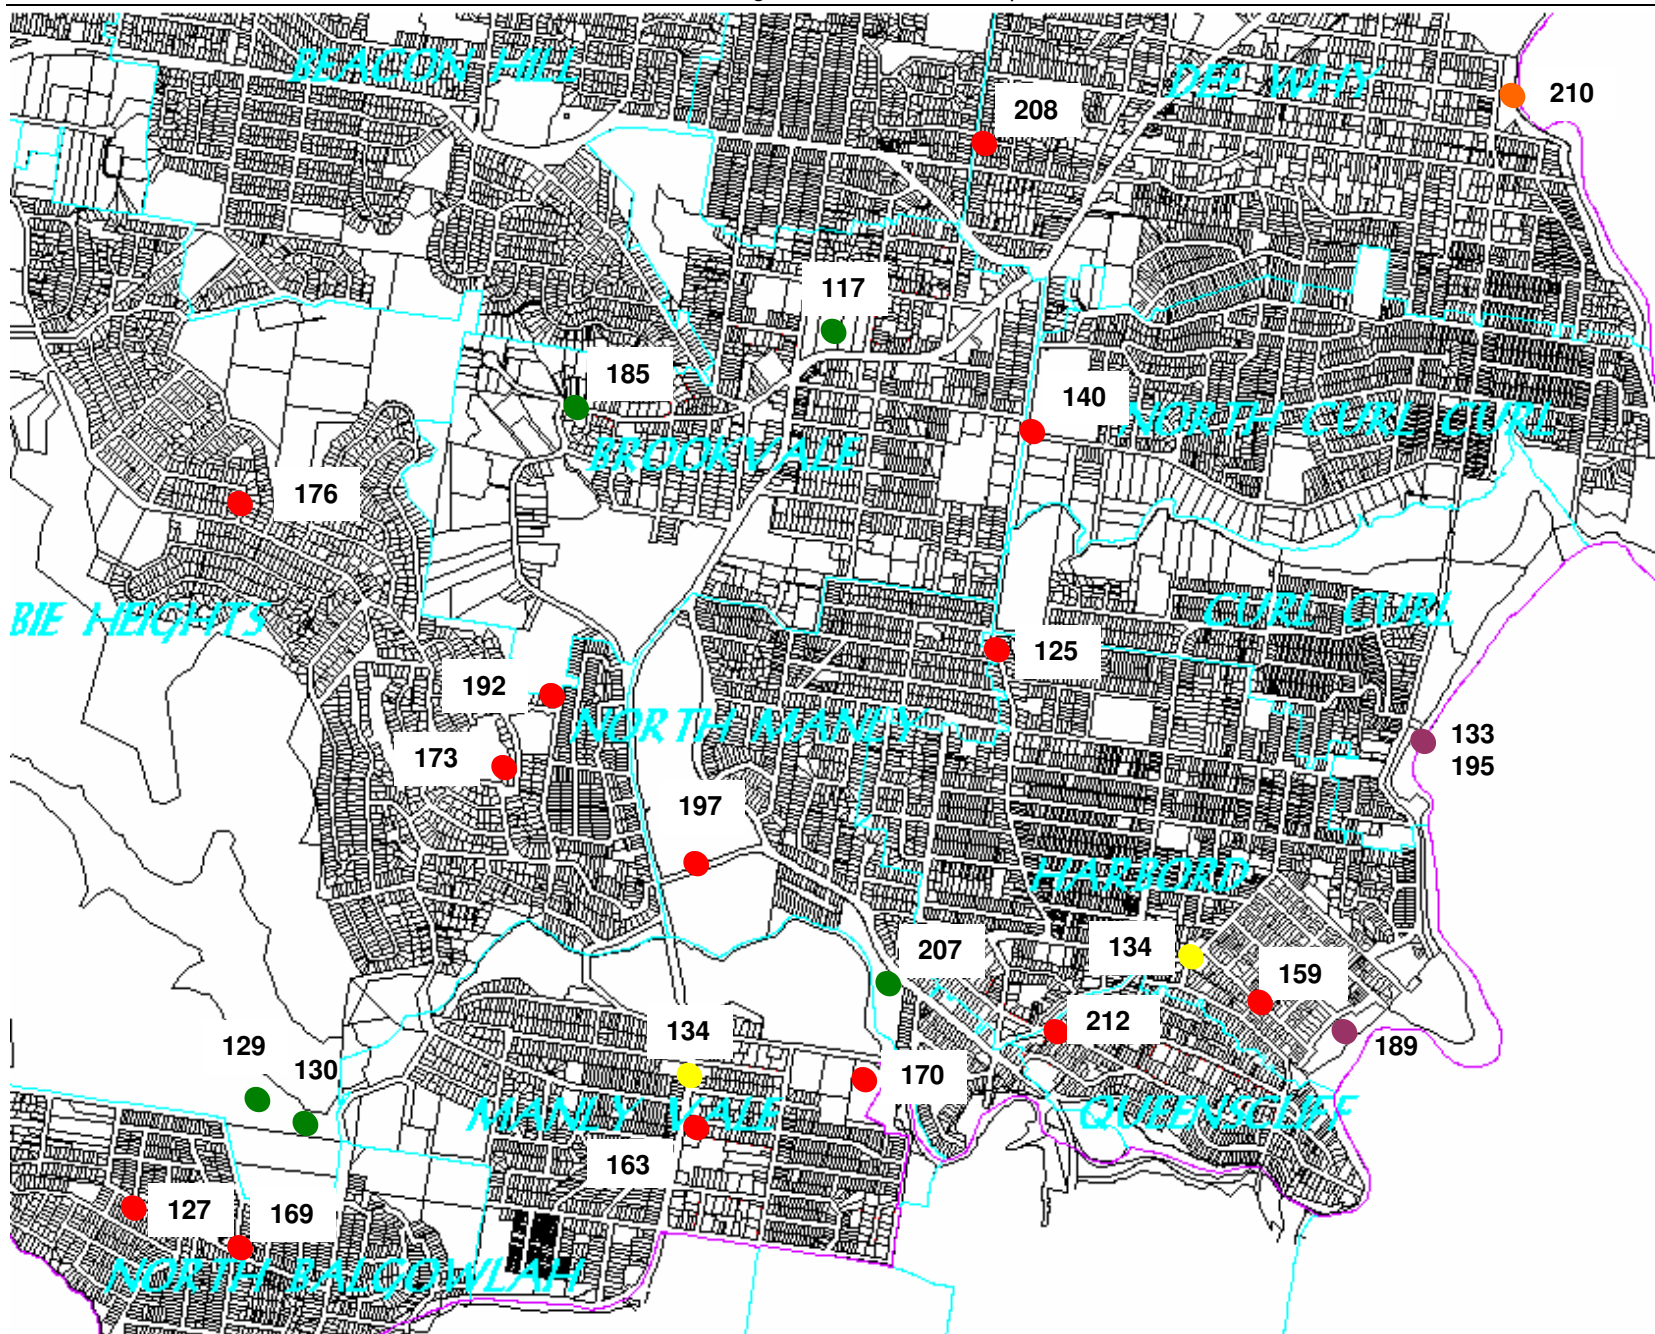 BEACON HILL
DEE WHY
210
208
117
185
140
NORTH CURL CURL
BROOKVALE
176
BIE HEIGHTS
CURL CURL
125
192
NORTH MANLY
133
195
173
197
HARBORD
207
134
159
212
189
129
134
130
170
MANLY VALE
QUEENSCLIFF
163
127
169
NORTH BALGOWLAH